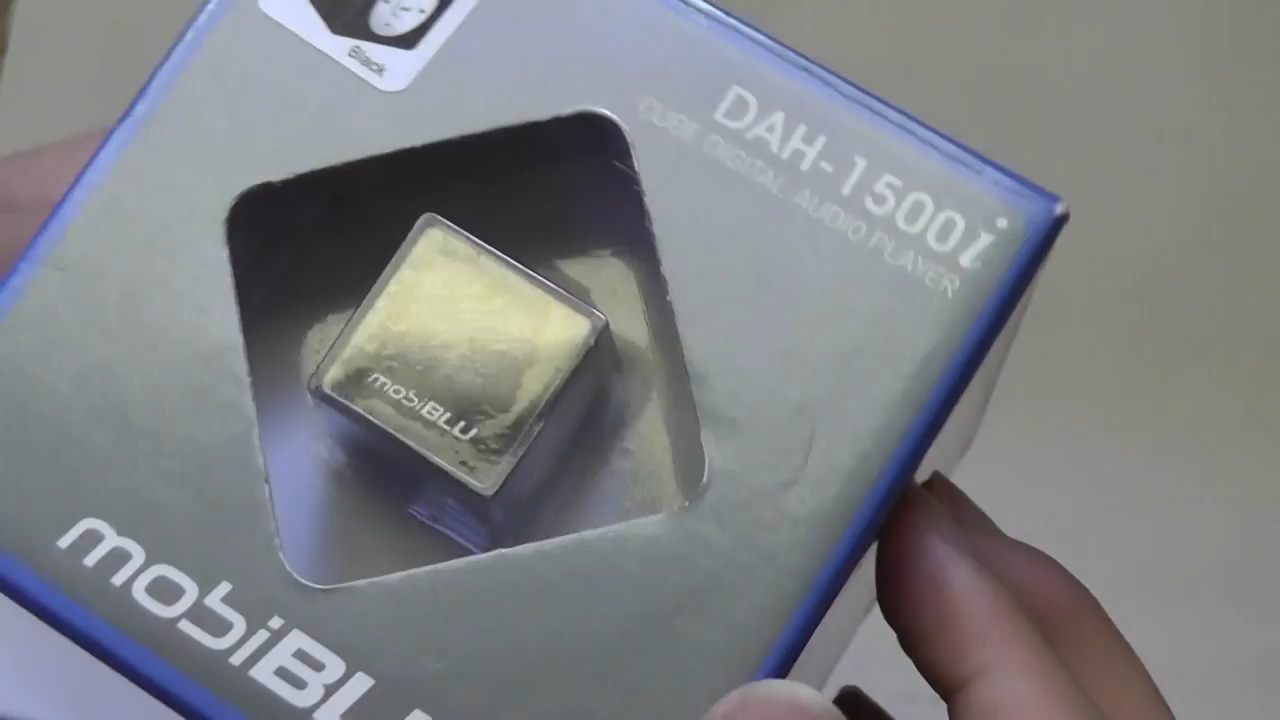 Black
DAH-1500i
CUBE DIGITAL AUDIO PLAYER
mobiBLU
mobiBLU